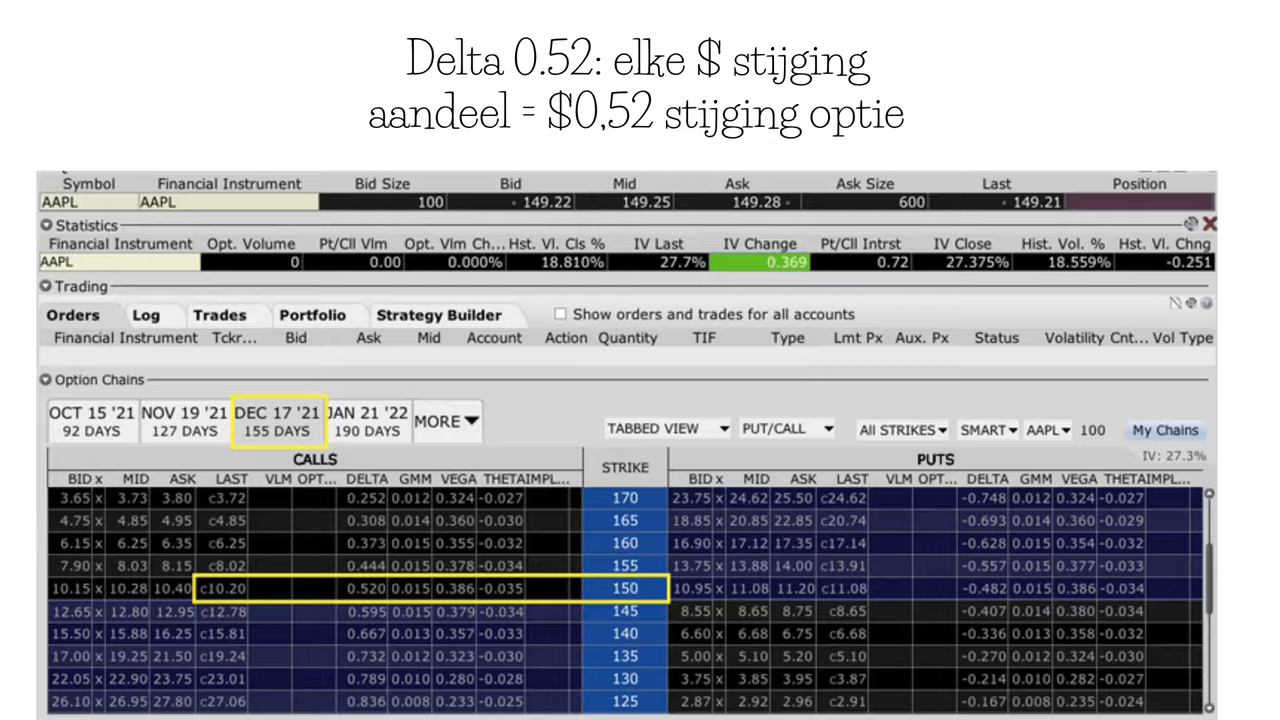 Delta 0.52: elke $ stijging
aandeel = $0,52 stijging optie
Symbol Financial Instrument Bid Size Bid Mid Ask Ask Size Last Position
AAPL AAPL 100 149.22 149.25 149.28 600 149.21
Statistics
Financial Instrument Opt. Volume Pt/Cll Vlm Opt. Vlm Ch... Hst. Vl. Cls % IV Last IV Change Pt/Cll Intrst IV Close Hist. Vol. % Hst. Vl. Chng
AAPL 0 0.00 0.000% 18.810% 27.7% 0.369 0.72 27.375% 18.559% -0.251
Trading
Orders Log Trades Portfolio Strategy Builder Show orders and trades for all accounts
Financial Instrument Tckr... Bid Ask Mid Account Action Quantity TIF Type Lmt Px Aux. Px Status Volatility Cnt... Vol Type
Option Chains
OCT 15 '21 NOV 19 '21 DEC 17 '21 JAN 21 '22 MORE
92 DAYS 127 DAYS 155 DAYS 190 DAYS
TABBED VIEW PUT/CALL All STRIKES SMART AAPL 100 My Chains
CALLS STRIKE PUTS IV: 27.3%
BID x MID ASK LAST VLM OPT... DELTA GMM VEGA THETA IMPL... BID x MID ASK LAST VLM OPT... DELTA GMM VEGA THETA IMPL...
3.65 x 3.73 3.80 c3.72 0.252 0.012 0.324 -0.027 170 23.75 x 24.62 25.50 c24.62 -0.748 0.012 0.324 -0.027
4.75 x 4.85 4.95 c4.85 0.308 0.014 0.360 -0.030 165 18.85 x 20.85 22.85 c20.74 -0.693 0.014 0.360 -0.029
6.15 x 6.25 6.35 c6.25 0.373 0.015 0.355 -0.032 160 16.90 x 17.12 17.35 c17.14 -0.628 0.015 0.354 -0.032
7.90 x 8.03 8.15 c8.02 0.444 0.015 0.378 -0.034 155 13.75 x 13.88 14.00 c13.91 -0.557 0.015 0.377 -0.033
10.15 x 10.28 10.40 c10.20 0.520 0.015 0.386 -0.035 150 10.95 x 11.08 11.20 c11.08 -0.482 0.015 0.386 -0.034
12.65 x 12.80 12.95 c12.78 0.595 0.015 0.379 -0.034 145 8.55 x 8.65 8.75 c8.65 -0.407 0.014 0.380 -0.034
15.50 x 15.88 16.25 c15.81 0.667 0.013 0.357 -0.033 140 6.60 x 6.68 6.75 c6.68 -0.336 0.013 0.358 -0.032
17.00 x 19.25 21.50 c19.24 0.732 0.012 0.323 -0.030 135 5.00 x 5.10 5.20 c5.10 -0.270 0.012 0.324 -0.030
22.05 x 22.90 23.75 c23.01 0.789 0.010 0.280 -0.028 130 3.75 x 3.85 3.95 c3.87 -0.214 0.010 0.282 -0.027
26.10 x 26.95 27.80 c27.06 0.836 0.008 0.233 -0.025 125 2.87 x 2.92 2.96 c2.91 -0.167 0.008 0.235 -0.024